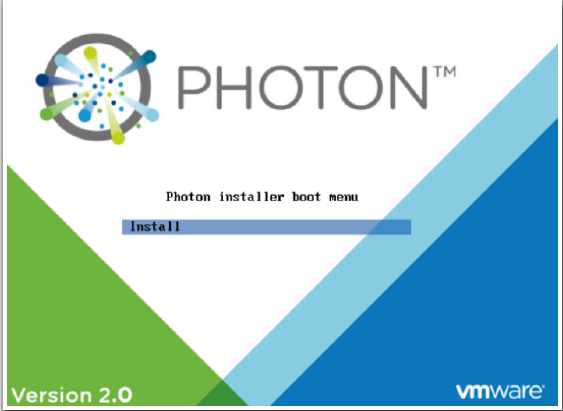 PHOTON™
Photon installer boot menu
Install
Version 2.0
vmware